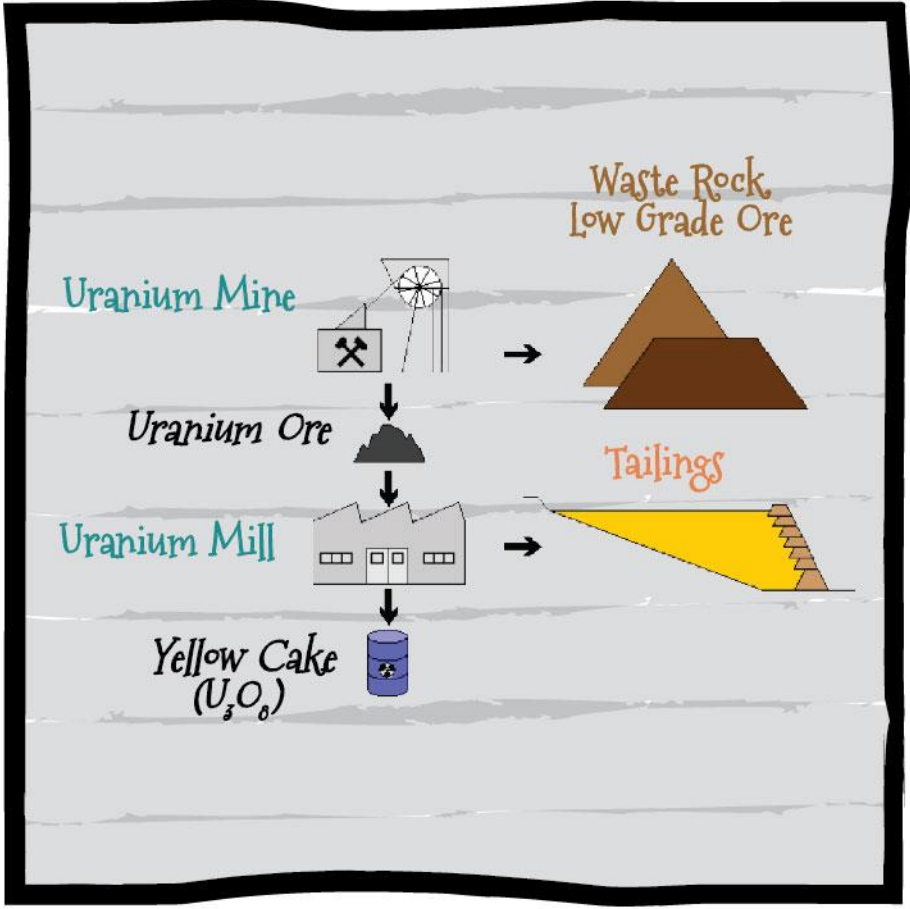 Waste Rock,
Low Grade Ore
Uranium Mine
Uranium Ore
Tailings
Uranium Mill
Yellow Cake
(U₃O₈)